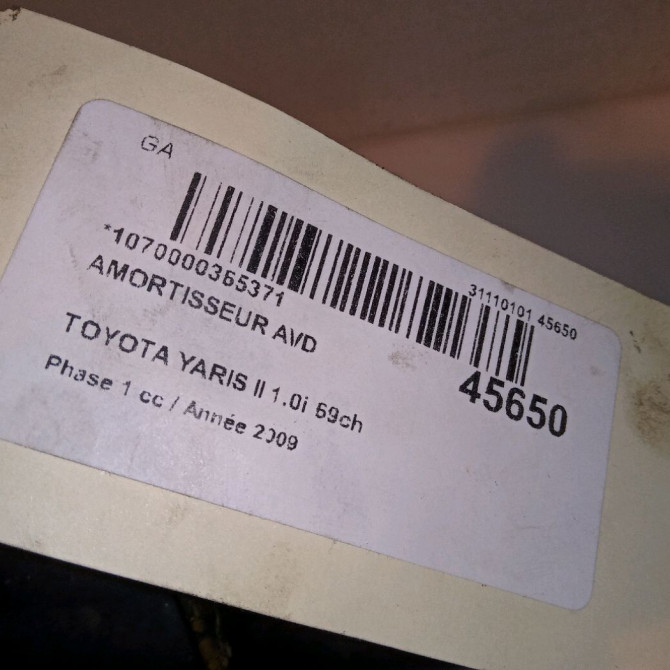 GA
*1070000365371
31110101 45650
AMORTISSEUR AVD
45650
TOYOTA YARIS II 1.0i 69ch
Phase 1 cc / Année 2009